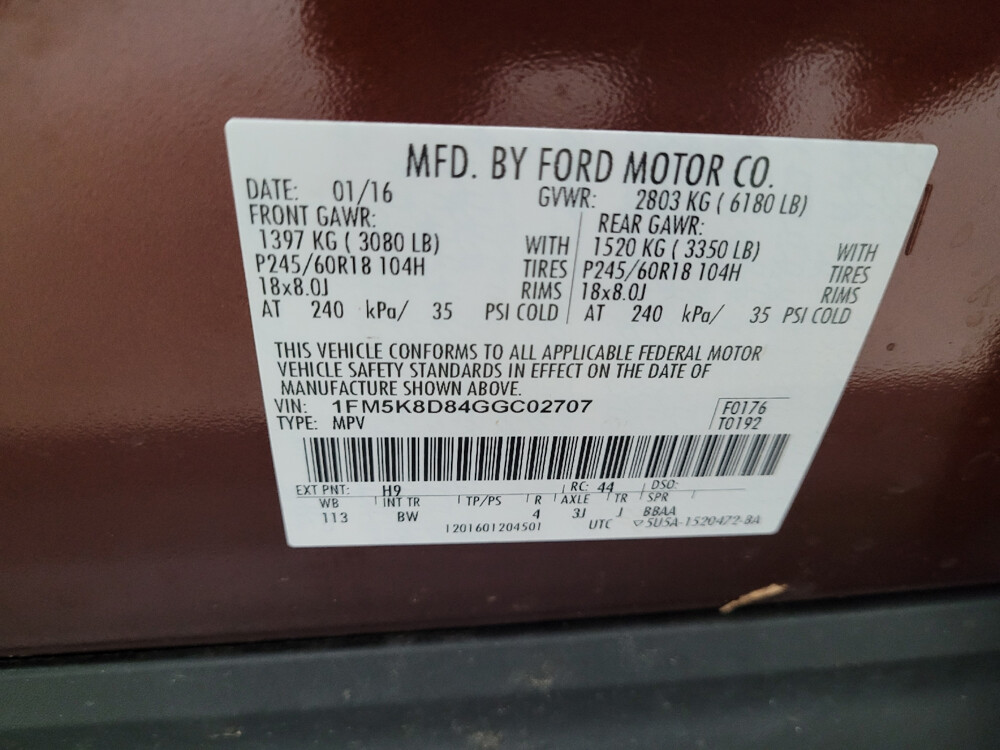 MFD. BY FORD MOTOR CO.
DATE: 01/16 GVWR: 2803 KG ( 6180 LB)
FRONT GAWR: REAR GAWR:
1397 KG ( 3080 LB) WITH 1520 KG ( 3350 LB) WITH
P245/60R18 104H TIRES P245/60R18 104H TIRES
18x8.0J RIMS 18x8.0J RIMS
AT 240 kPa/ 35 PSI COLD AT 240 kPa/ 35 PSI COLD
THIS VEHICLE CONFORMS TO ALL APPLICABLE FEDERAL MOTOR
VEHICLE SAFETY STANDARDS IN EFFECT ON THE DATE OF
MANUFACTURE SHOWN ABOVE.
VIN: 1FM5K8D84GGC02707 F0176
TYPE: MPV T0192
EXT PNT: H9 RC: 44 DSO:
WB INT TR TP/PS R AXLE TR SPR
113 BW 4 3J J BBAA
1201601204501 UTC ▽5U5A-1520472-BA